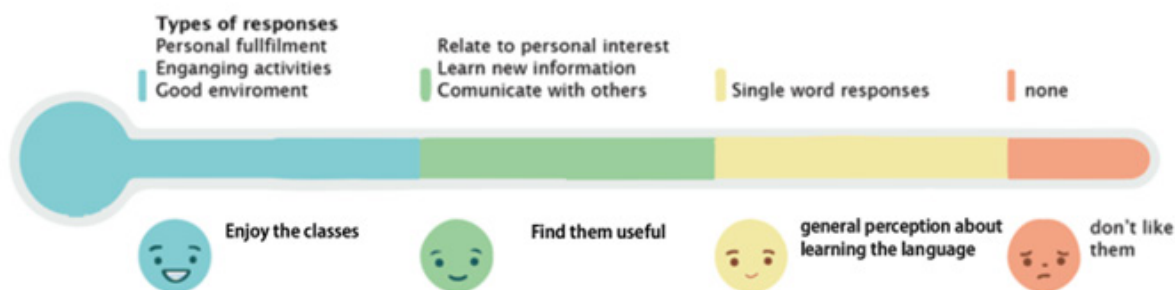 Types of responses
Personal fullfilment
Enganging activities
Good enviroment
Relate to personal interest
Learn new information
Comunicate with others
Single word responses
none
Enjoy the classes
Find them useful
general perception about
learning the language
don't like
them